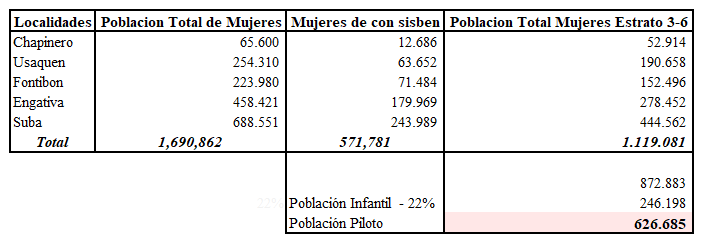 Localidades Poblacion Total de Mujeres Mujeres de con sisben Poblacion Total Mujeres Estrato 3-6
Chapinero 65.600 12.686 52.914
Usaquen 254.310 63.652 190.658
Fontibon 223.980 71.484 152.496
Engativa 458.421 179.969 278.452
Suba 688.551 243.989 444.562
Total 1,690,862 571,781 1.119.081
872.883
22% Población Infantil - 22% 246.198
Población Piloto 626.685